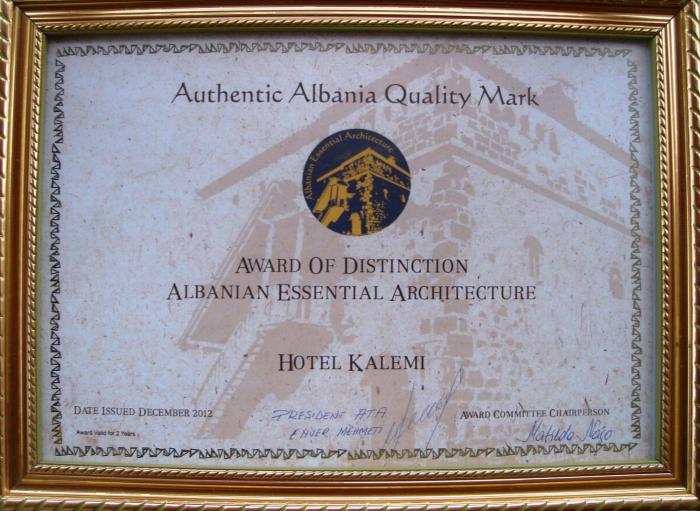 Authentic Albania Quality Mark
Albanian Essential Architecture
AWARD OF DISTINCTION
ALBANIAN ESSENTIAL ARCHITECTURE
HOTEL KALEMI
DATE ISSUED DECEMBER 2012
Award Valid for 2 Years
PRESIDENT ATA
ENVER MEHMETI
AWARD COMMITTEE CHAIRPERSON
Matilda Naço